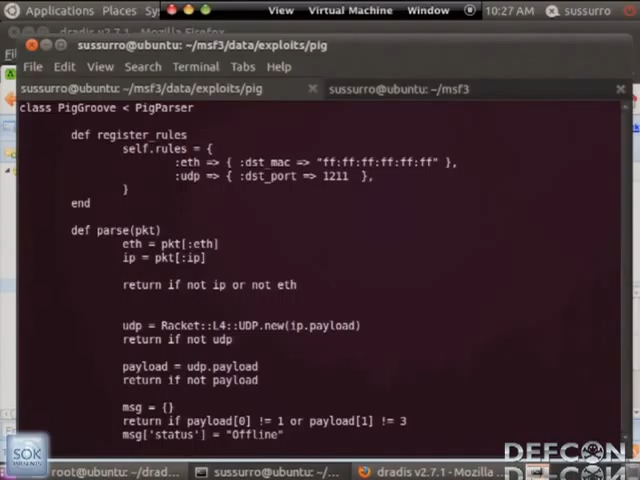 Applications Places Sy
View Virtual Machine Window 10:27 AM sussurro
dradis v2.7.1 - Mozilla Firefox
sussurro@ubuntu: ~/msf3/data/exploits/pig
File Edit View Search Terminal Tabs Help
sussurro@ubuntu: ~/msf3/data/exploits/pig
sussurro@ubuntu: ~/msf3
class PigGroove < PigParser
def register_rules
self.rules = {
:eth => { :dst_mac => "ff:ff:ff:ff:ff:ff" },
:udp => { :dst_port => 1211 },
}
end
def parse(pkt)
eth = pkt[:eth]
ip = pkt[:ip]
return if not ip or not eth
udp = Racket::L4::UDP.new(ip.payload)
return if not udp
payload = udp.payload
return if not payload
msg = {}
return if payload[0] != 1 or payload[1] != 3
msg['status'] = "Offline"
SOK
PRESENTS
DEFCON
root@ubuntu: ~/drad...
sussurro@ubuntu: ~/...
dradis v2.7.1 - Mozilla ...